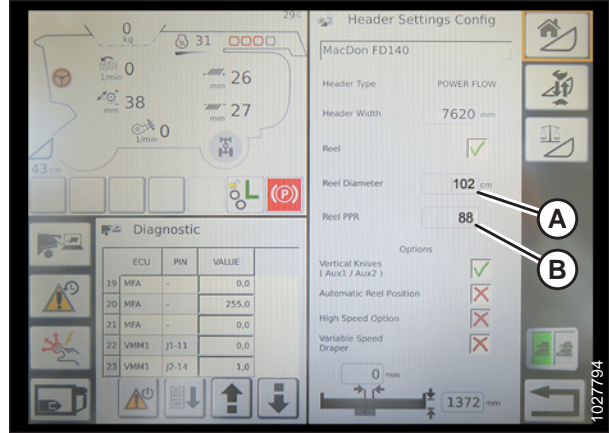 29c
0
kg
31
0
1/min
38
mm
26
mm
27
mm
0
1/min
43 cm
L
(P)
Diagnostic
ECU PIN VALUE
19 MFA - 0,0
20 MFA - 255,0
21 MFA - 0,0
22 VMM1 J1-11 0,0
23 VMM1 J2-14 1,0
Header Settings Config
MacDon FD140
Header Type POWER FLOW
Header Width 7620 mm
Reel
Reel Diameter 102 cm
A
Reel PPR 88
B
Options
Vertical Knives
( Aux1 / Aux2 )
Automatic Reel Position
High Speed Option
Variable Speed
Draper
0 mm
1372 mm
1027794